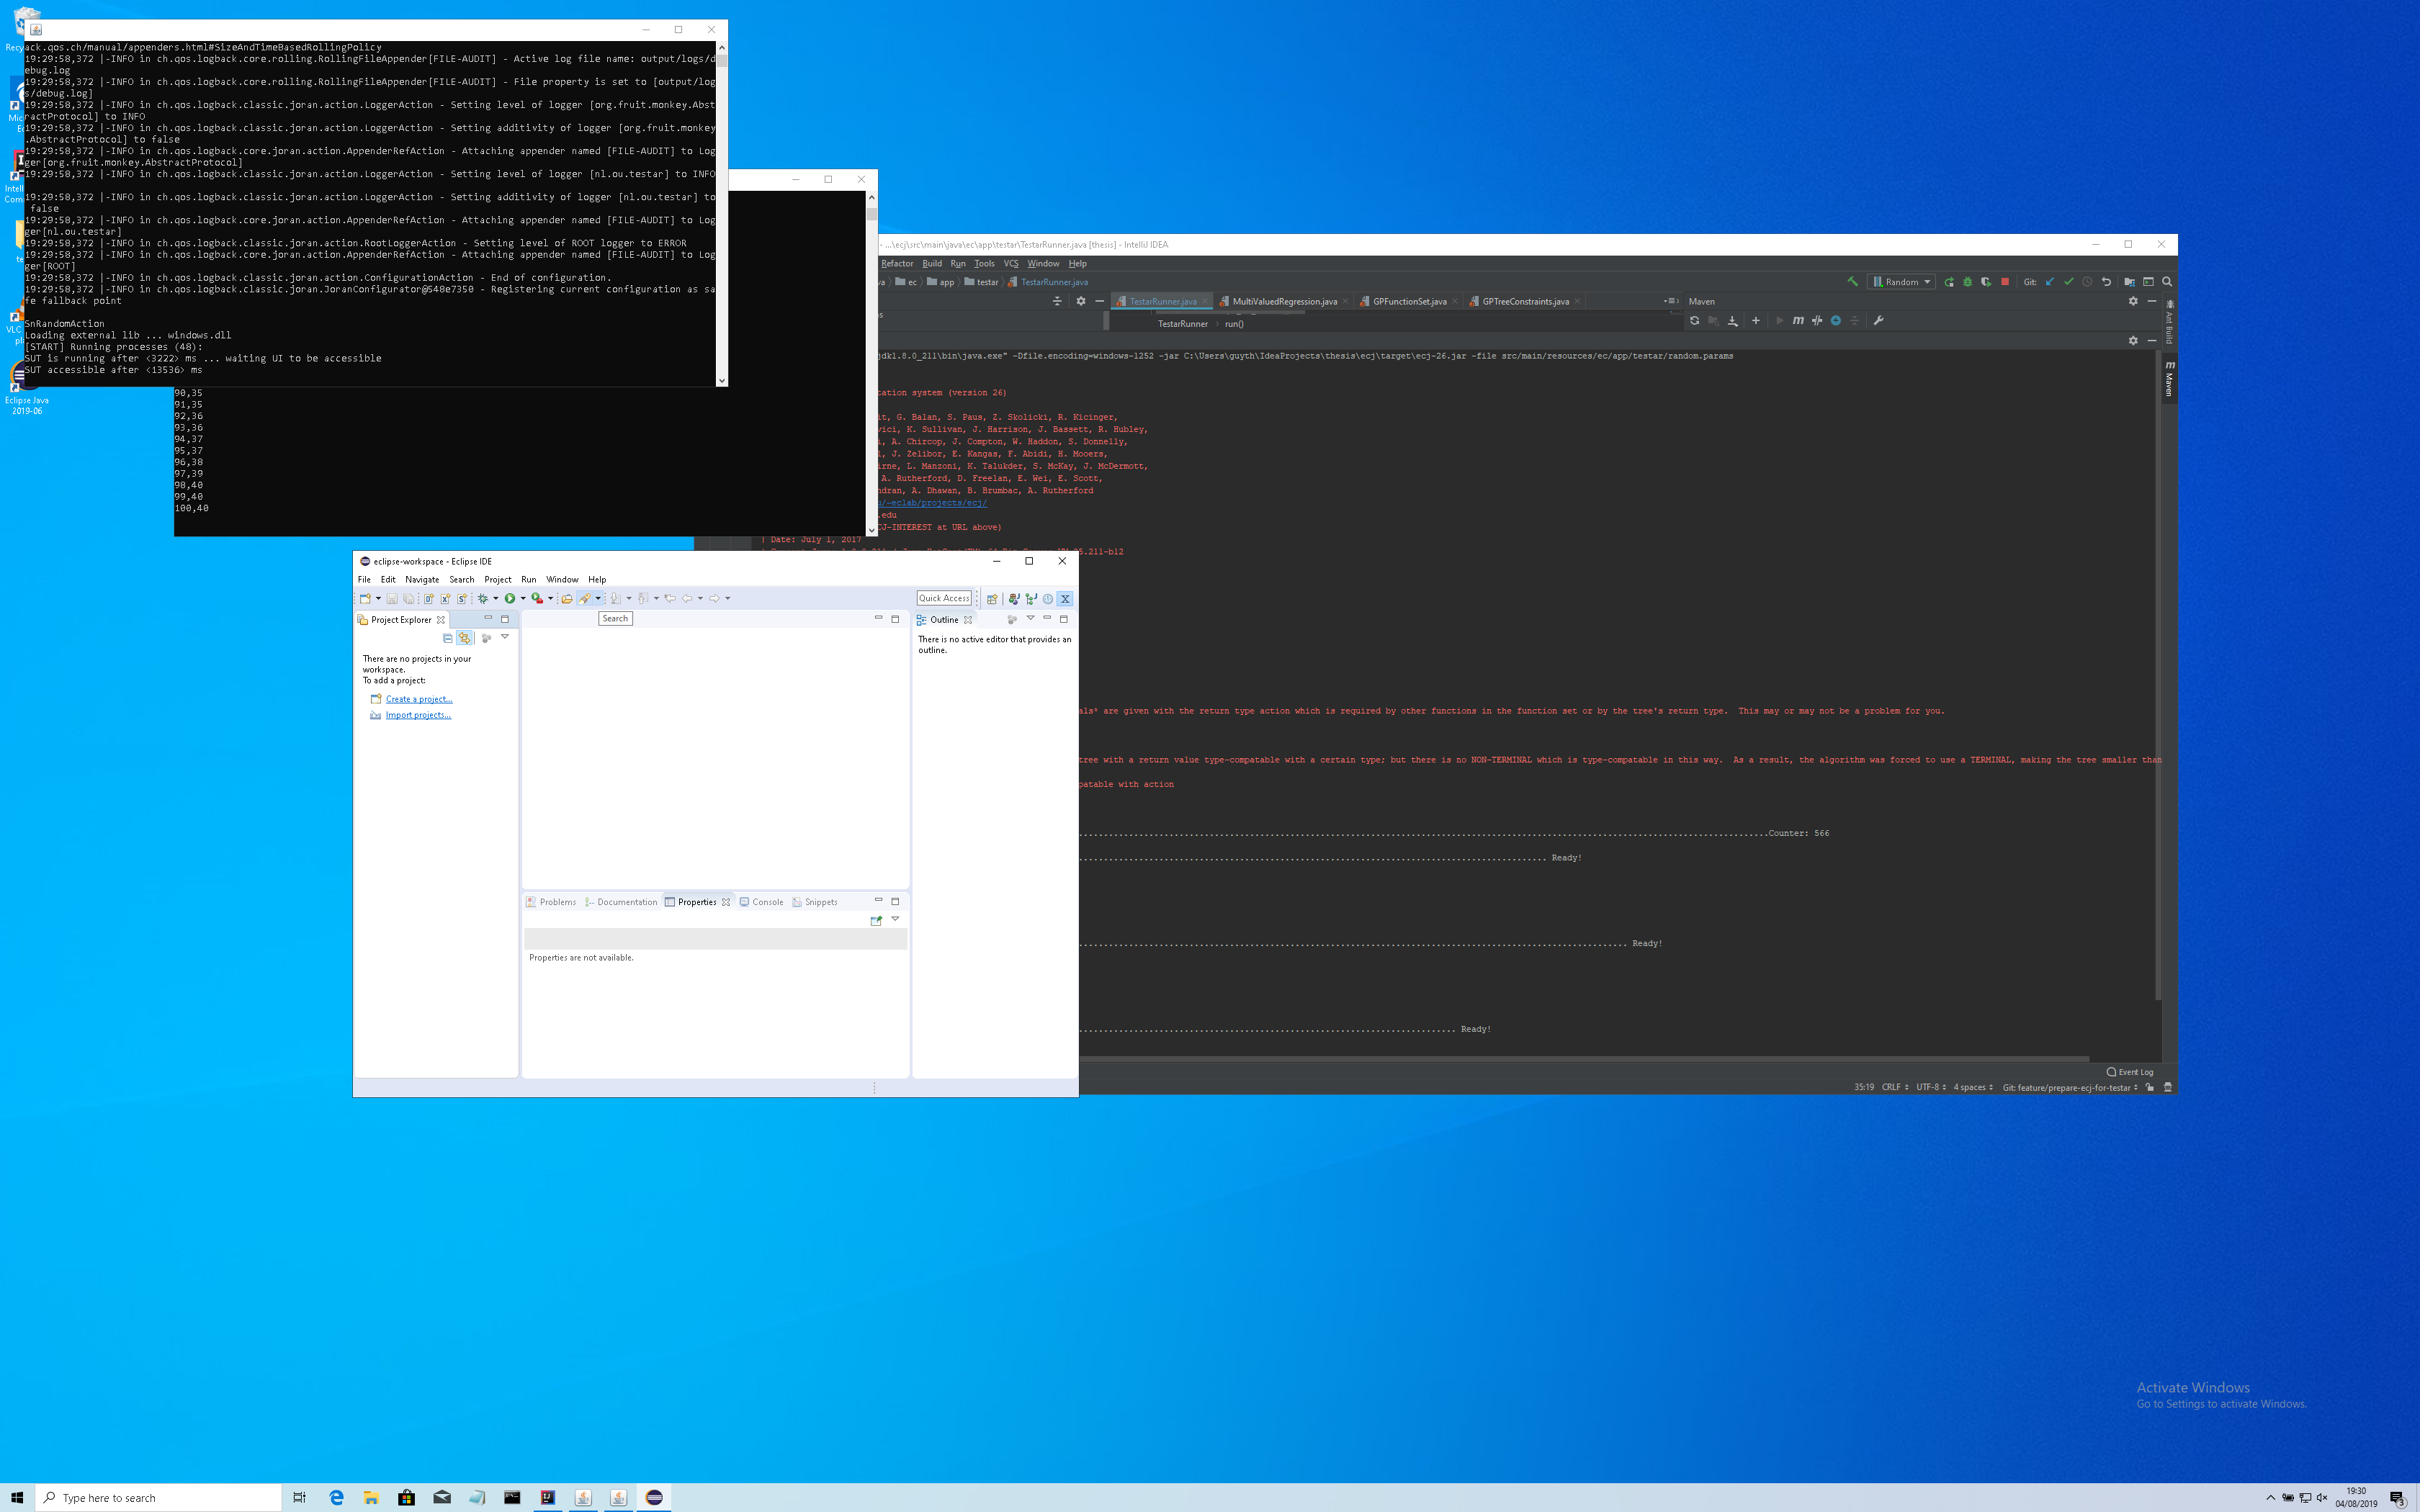 ack.qos.ch/manual/appenders.html#SizeAndTimeBasedRollingPolicy
19:29:58,372 |-INFO in ch.qos.logback.core.rolling.RollingFileAppender[FILE-AUDIT] - Active log file name: output/logs/d
ebug.log
19:29:58,372 |-INFO in ch.qos.logback.core.rolling.RollingFileAppender[FILE-AUDIT] - File property is set to [output/log
s/debug.log]
19:29:58,372 |-INFO in ch.qos.logback.classic.joran.action.LoggerAction - Setting level of logger [org.fruit.monkey.Abst
ractProtocol] to INFO
19:29:58,372 |-INFO in ch.qos.logback.classic.joran.action.LoggerAction - Setting additivity of logger [org.fruit.monkey
.AbstractProtocol] to false
19:29:58,372 |-INFO in ch.qos.logback.core.joran.action.AppenderRefAction - Attaching appender named [FILE-AUDIT] to Log
ger[org.fruit.monkey.AbstractProtocol]
19:29:58,372 |-INFO in ch.qos.logback.classic.joran.action.LoggerAction - Setting level of logger [nl.ou.testar] to INFO
19:29:58,372 |-INFO in ch.qos.logback.classic.joran.action.LoggerAction - Setting additivity of logger [nl.ou.testar] to
false
19:29:58,372 |-INFO in ch.qos.logback.core.joran.action.AppenderRefAction - Attaching appender named [FILE-AUDIT] to Log
ger[nl.ou.testar]
19:29:58,372 |-INFO in ch.qos.logback.classic.joran.action.RootLoggerAction - Setting level of ROOT logger to ERROR
19:29:58,372 |-INFO in ch.qos.logback.core.joran.action.AppenderRefAction - Attaching appender named [FILE-AUDIT] to Log
ger[ROOT]
19:29:58,372 |-INFO in ch.qos.logback.classic.joran.action.ConfigurationAction - End of configuration.
19:29:58,372 |-INFO in ch.qos.logback.classic.joran.JoranConfigurator@548e7350 - Registering current configuration as sa
fe fallback point
SnRandomAction
Loading external lib ... windows.dll
[START] Running processes (48):
SUT is running after <3222> ms ... waiting UI to be accessible
SUT accessible after <13536> ms
Eclipse Java
2019-06
90,35
91,35
92,36
93,36
94,37
95,37
96,38
97,39
98,40
99,40
100,40
- ...\ecj\src\main\java\ec\app\testar\TestarRunner.java [thesis] - IntelliJ IDEA
Refactor Build Run Tools VCS Window Help
va ec app testar TestarRunner.java
Random Git:
TestarRunner.java MultiValuedRegression.java GPFunctionSet.java GPTreeConstraints.java Maven
TestarRunner run()
Ant Build
Maven
jdk1.8.0_211\bin\java.exe" -Dfile.encoding=windows-1252 -jar C:\Users\guyth\IdeaProjects\thesis\ecj\target\ecj-26.jar -file src/main/resources/ec/app/testar/random.params
tation system (version 26)
it, G. Balan, S. Paus, Z. Skolicki, R. Kicinger,
vici, K. Sullivan, J. Harrison, J. Bassett, R. Hubley,
i, A. Chircop, J. Compton, W. Haddon, S. Donnelly,
i, J. Zelibor, E. Kangas, F. Abidi, H. Mooers,
irne, L. Manzoni, K. Talukder, S. McKay, J. McDermott,
A. Rutherford, D. Freelan, E. Wei, E. Scott,
ndran, A. Dhawan, B. Brumbac, A. Rutherford
/~eclab/projects/ecj/
.edu
CJ-INTEREST at URL above)
| Date: July 1, 2017
5.211-b12
als* are given with the return type action which is required by other functions in the function set or by the tree's return type. This may or may not be a problem for you.
tree with a return value type-compatable with a certain type; but there is no NON-TERMINAL which is type-compatable in this way. As a result, the algorithm was forced to use a TERMINAL, making the tree smaller than
patable with action
Counter: 566
Ready!
Ready!
Ready!
Event Log
35:19 CRLF UTF-8 4 spaces Git: feature/prepare-ecj-for-testar
eclipse-workspace - Eclipse IDE
File Edit Navigate Search Project Run Window Help
Quick Access
Project Explorer
Search
Outline
There are no projects in your
workspace.
To add a project:
Create a project...
Import projects...
There is no active editor that provides an
outline.
Problems Documentation Properties Console Snippets
Properties are not available.
Activate Windows
Go to Settings to activate Windows.
Type here to search
19:30
04/08/2019
3